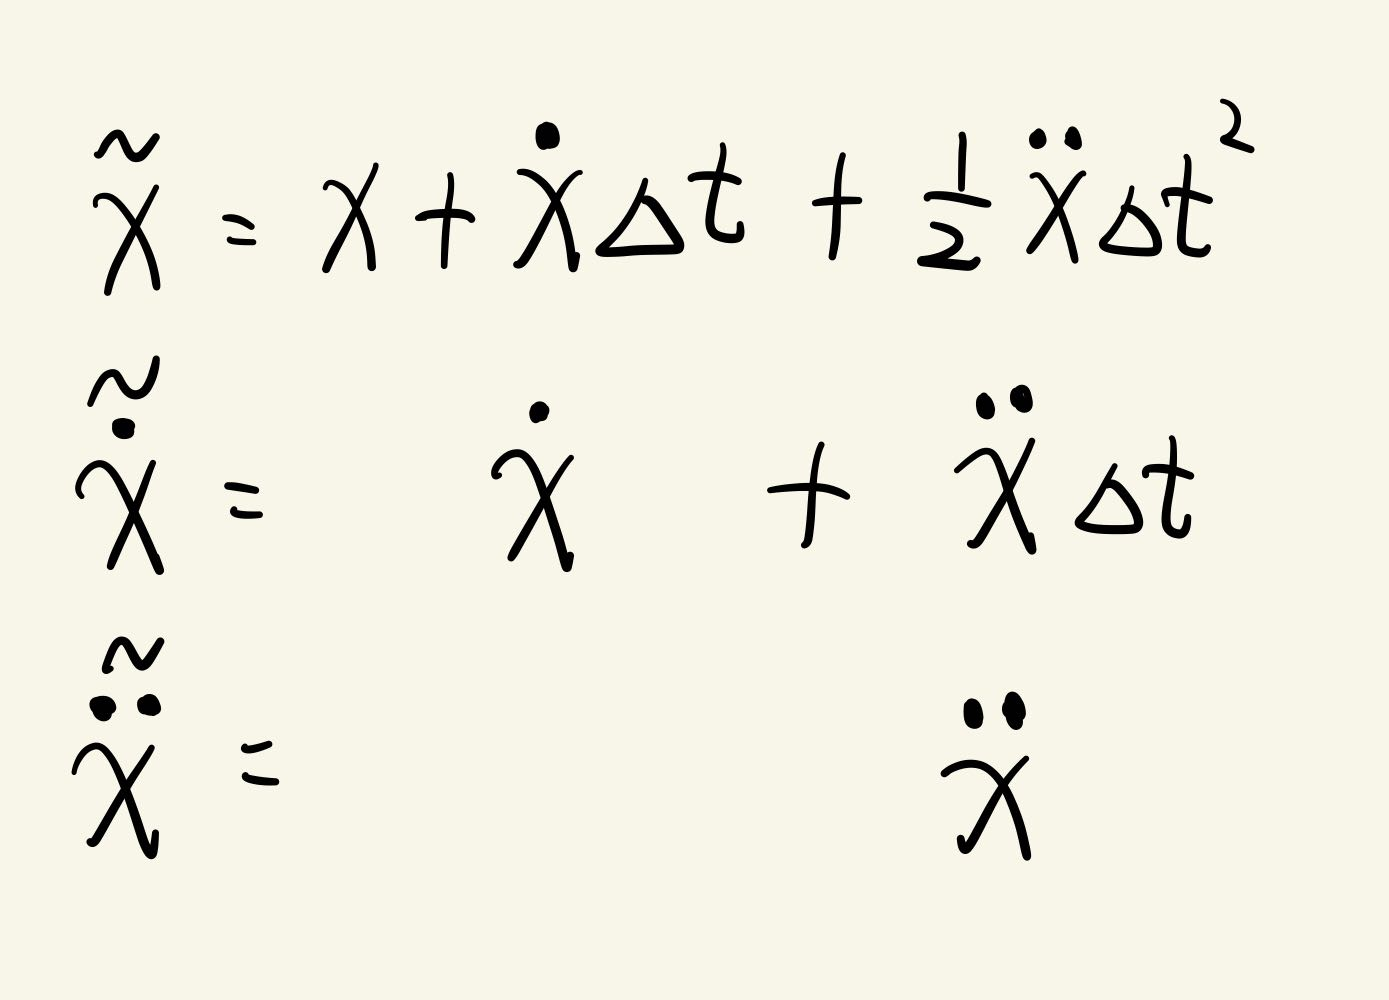 x̃ = x + ẋΔt + ½ẍΔt²
ẋ̃ = ẋ + ẍΔt
ẍ̃ = ẍ